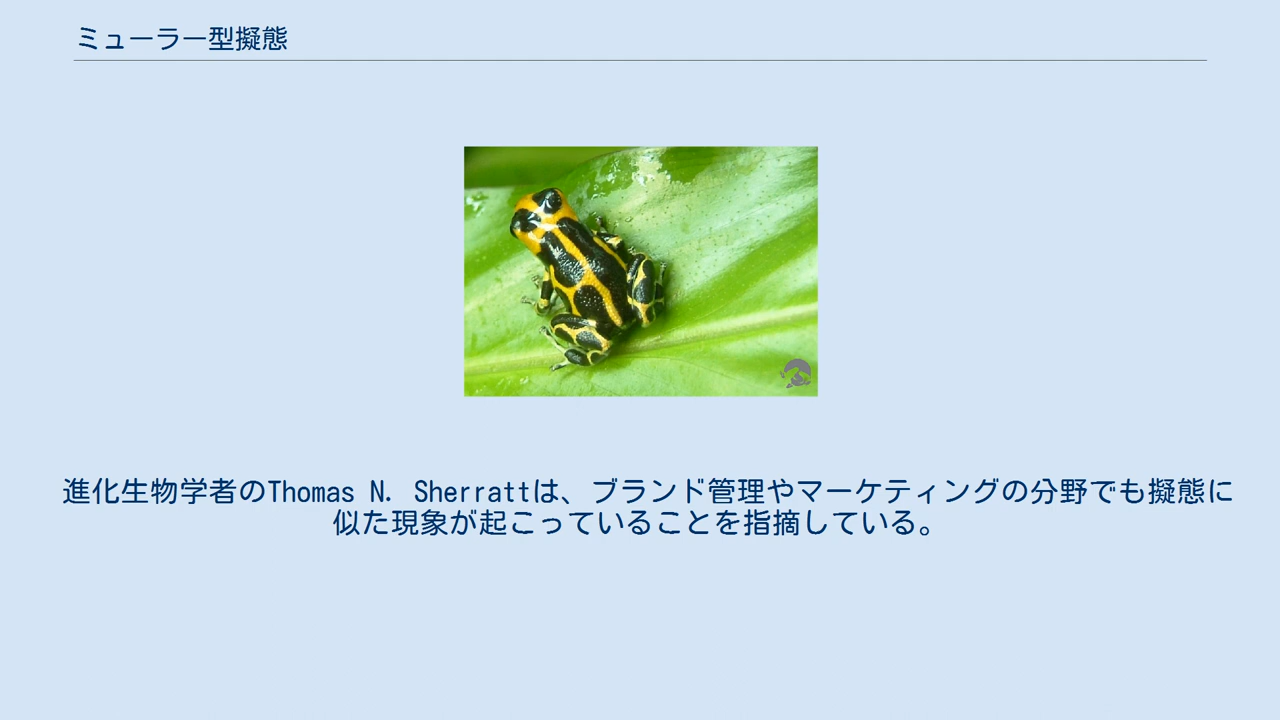 ミューラー型擬態
進化生物学者のThomas N. Sherrattは、ブランド管理やマーケティングの分野でも擬態に
似た現象が起こっていることを指摘している。